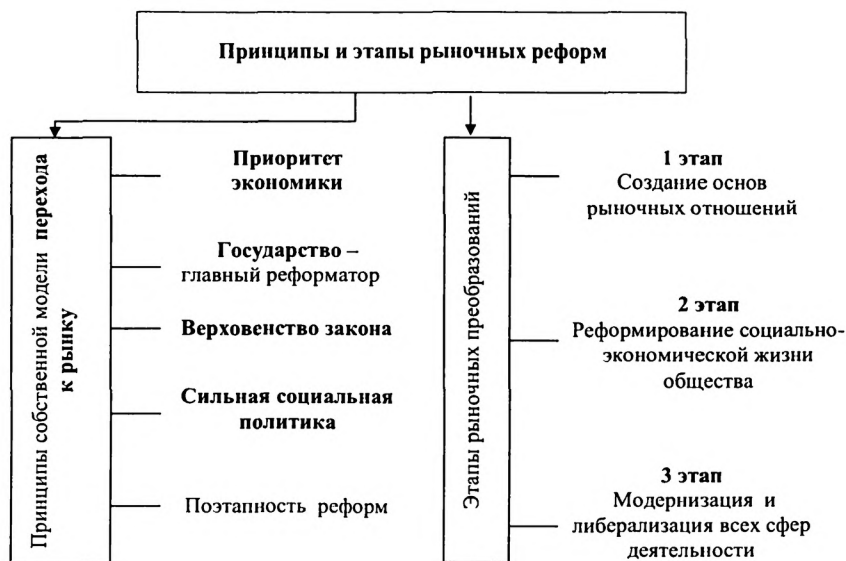 Принципы и этапы рыночных реформ
Принципы собственной модели перехода
к рынку
Приоритет
экономики
Государство –
главный реформатор
Верховенство закона
Сильная социальная
политика
Поэтапность реформ
Этапы рыночных преобразований
1 этап
Создание основ
рыночных отношений
2 этап
Реформирование социально-
экономической жизни
общества
3 этап
Модернизация и
либерализация всех сфер
деятельности